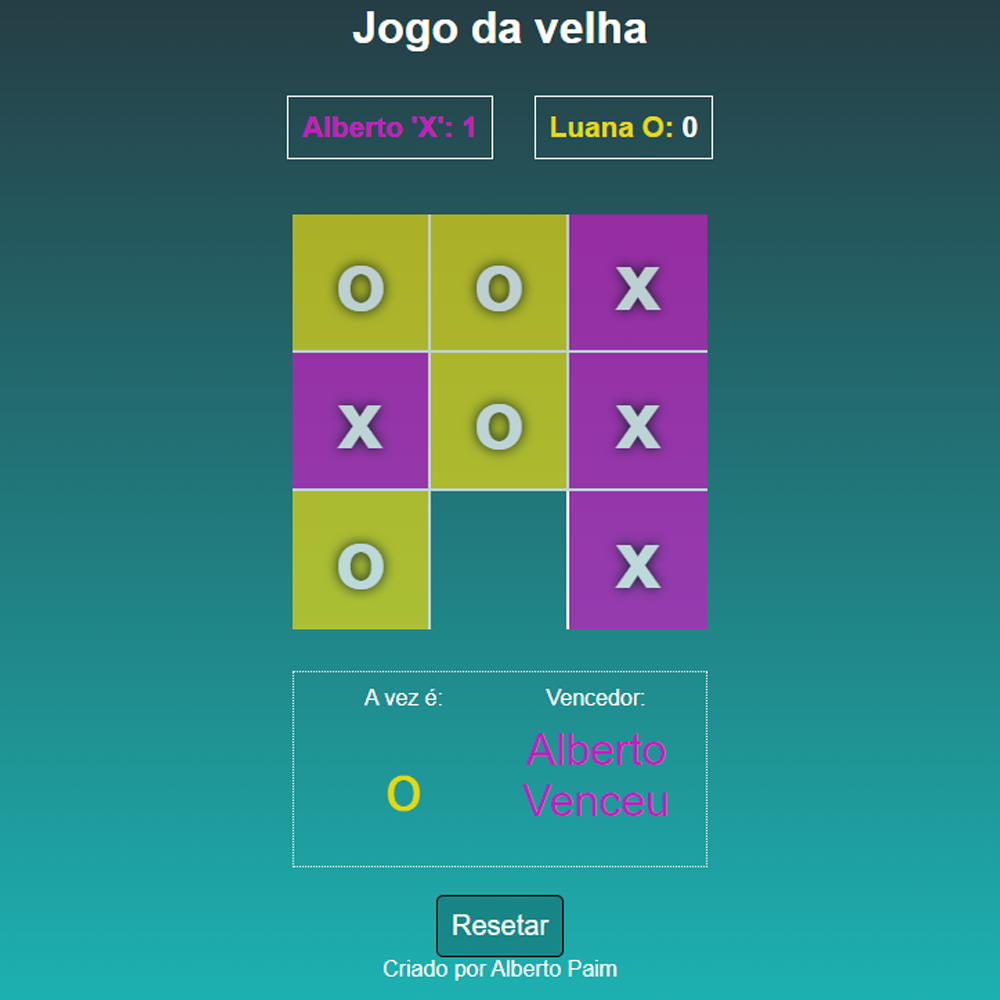 Jogo da velha
Alberto 'X': 1 Luana O: 0
O O X
X O X
O X
A vez é: Vencedor:
Alberto
O Venceu
Resetar
Criado por Alberto Paim